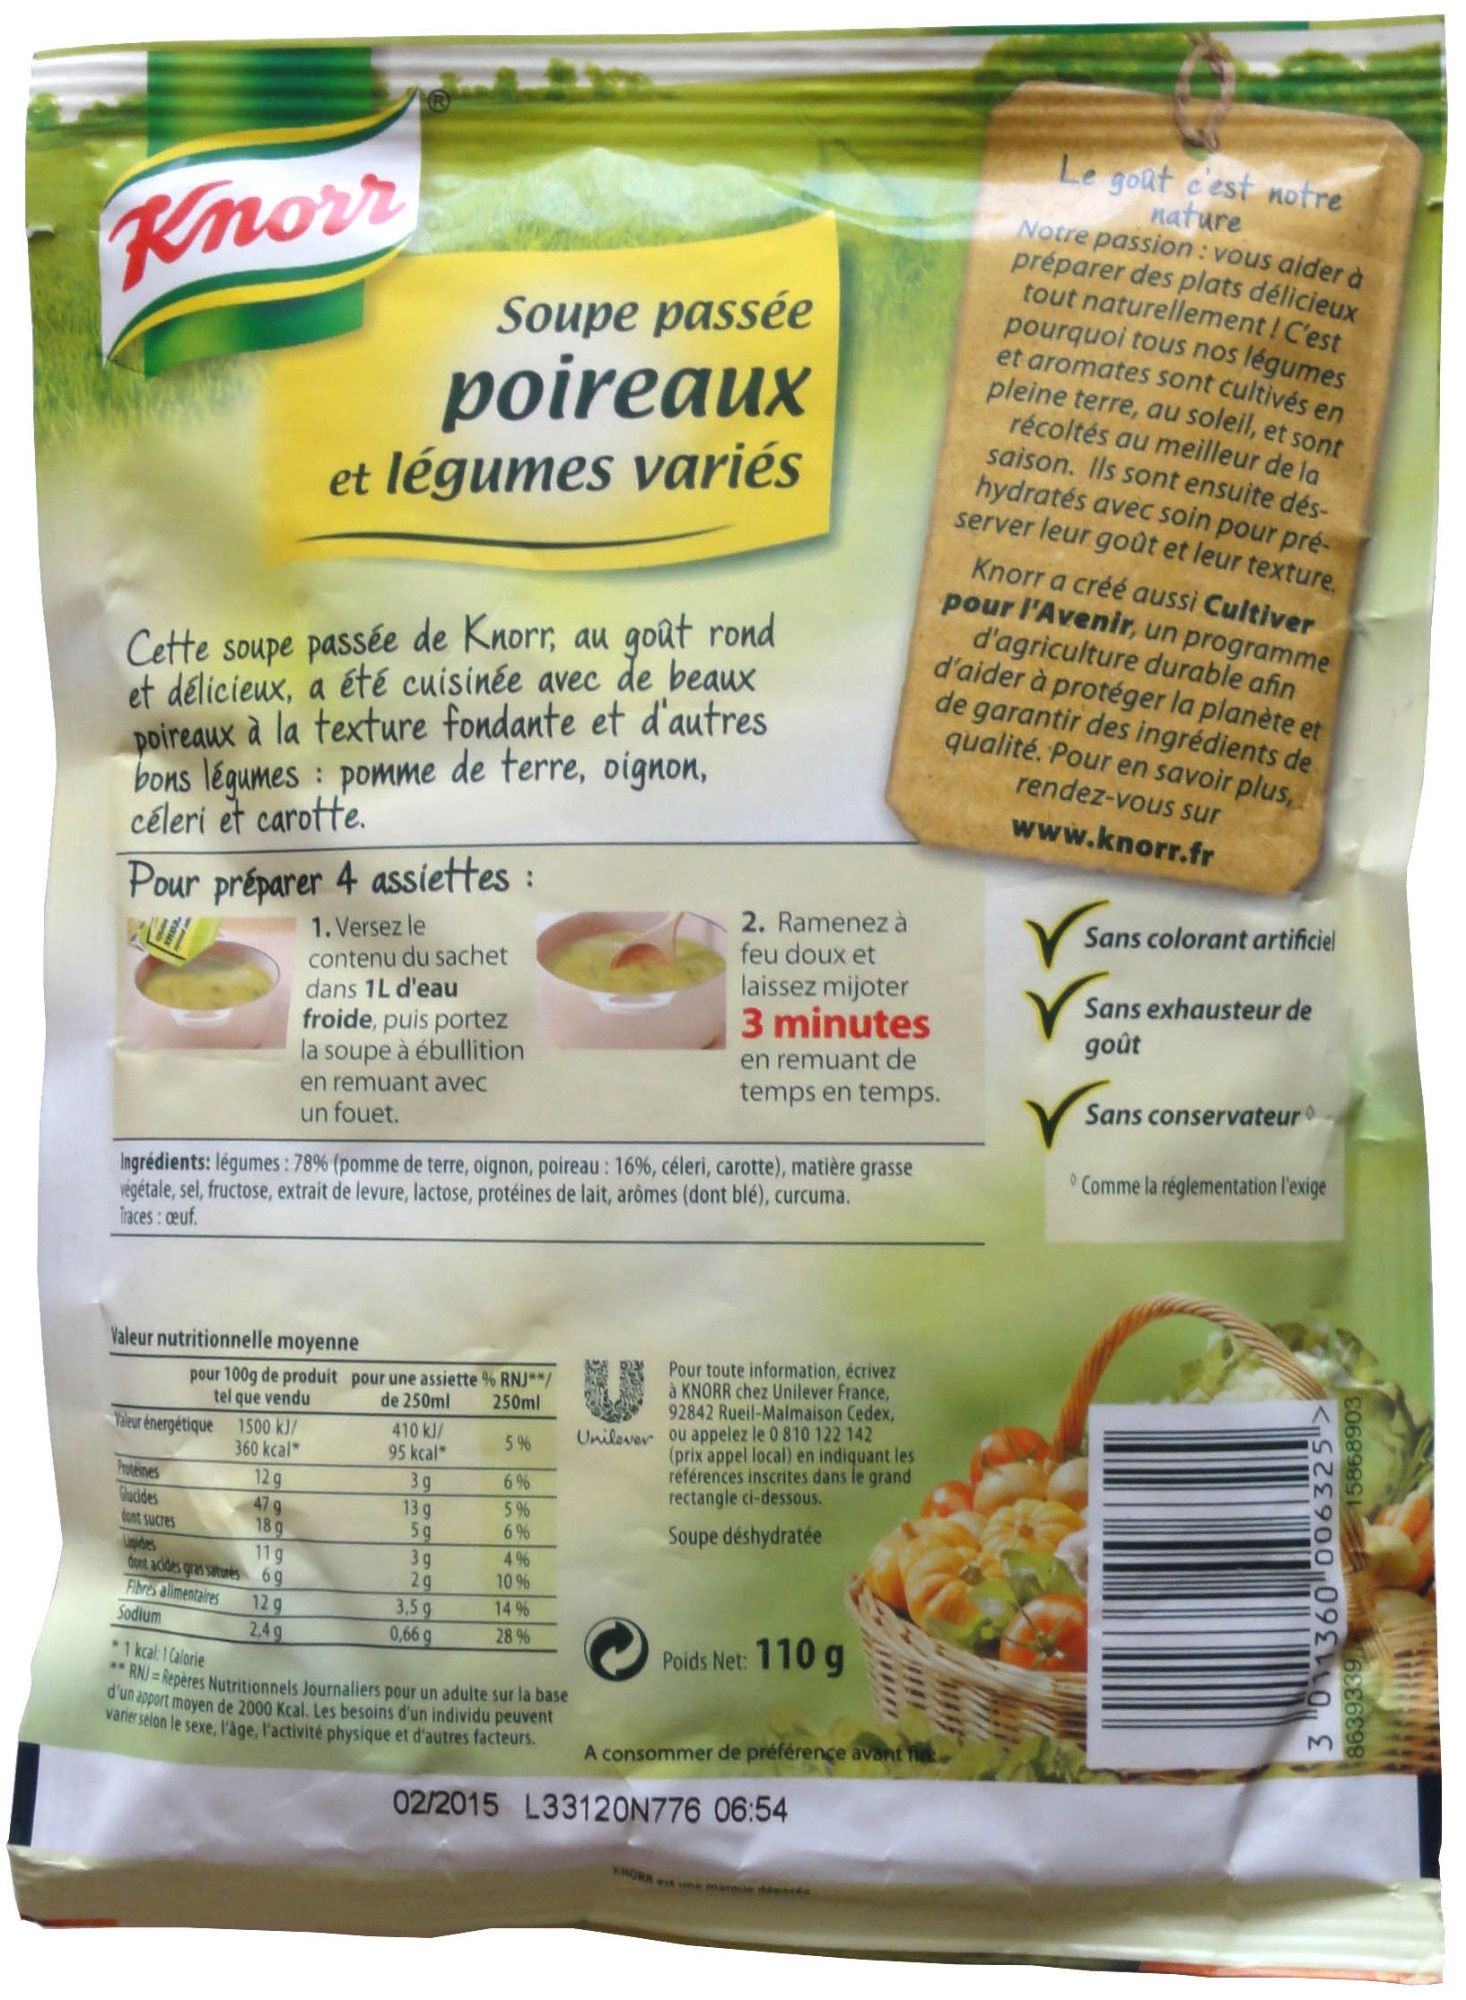 Knorr
®
Soupe passée
poireaux
et légumes variés
Cette soupe passée de Knorr, au goût rond
et délicieux, a été cuisinée avec de beaux
poireaux à la texture fondante et d'autres
bons légumes : pomme de terre, oignon,
céleri et carotte.
Pour préparer 4 assiettes :
1. Versez le
contenu du sachet
dans 1L d'eau
froide, puis portez
la soupe à ébullition
en remuant avec
un fouet.
2. Ramenez à
feu doux et
laissez mijoter
3 minutes
en remuant de
temps en temps.
Le goût c'est notre
nature
Notre passion : vous aider à
préparer des plats délicieux
tout naturellement ! C'est
pourquoi tous nos légumes
et aromates sont cultivés en
pleine terre, au soleil, et sont
récoltés au meilleur de la
saison. Ils sont ensuite dés-
hydratés avec soin pour pré-
server leur goût et leur texture.
Knorr a créé aussi Cultiver
pour l'Avenir, un programme
d'agriculture durable afin
d'aider à protéger la planète et
de garantir des ingrédients de
qualité. Pour en savoir plus,
rendez-vous sur
www.knorr.fr
Sans colorant artificiel
Sans exhausteur de
goût
Sans conservateur ◊
◊ Comme la réglementation l'exige
Ingrédients: légumes : 78% (pomme de terre, oignon, poireau : 16%, céleri, carotte), matière grasse
végétale, sel, fructose, extrait de levure, lactose, protéines de lait, arômes (dont blé), curcuma.
Traces : œuf.
Valeur nutritionnelle moyenne
pour 100g de produit pour une assiette % RNJ**/
tel que vendu de 250ml 250ml
Valeur énergétique 1500 kJ/ 410 kJ/
360 kcal* 95 kcal* 5 %
Protéines 12 g 3 g 6 %
Glucides 47 g 13 g 5 %
dont sucres 18 g 5 g 6 %
Lipides 11 g 3 g 4 %
dont acides gras saturés 6 g 2 g 10 %
Fibres alimentaires 12 g 3,5 g 14 %
Sodium 2,4 g 0,66 g 28 %
* 1 kcal: 1 Calorie
** RNJ = Repères Nutritionnels Journaliers pour un adulte sur la base
d'un apport moyen de 2000 Kcal. Les besoins d'un individu peuvent
varier selon le sexe, l'âge, l'activité physique et d'autres facteurs.
Unilever
Pour toute information, écrivez
à KNORR chez Unilever France,
92842 Rueil-Malmaison Cedex,
ou appelez le 0 810 122 142
(prix appel local) en indiquant les
références inscrites dans le grand
rectangle ci-dessous.
Soupe déshydratée
Poids Net: 110 g
A consommer de préférence avant fin:
3 011360 006325 >
8639339 15868903
02/2015 L33120N776 06:54
KNORR est une marque déposée